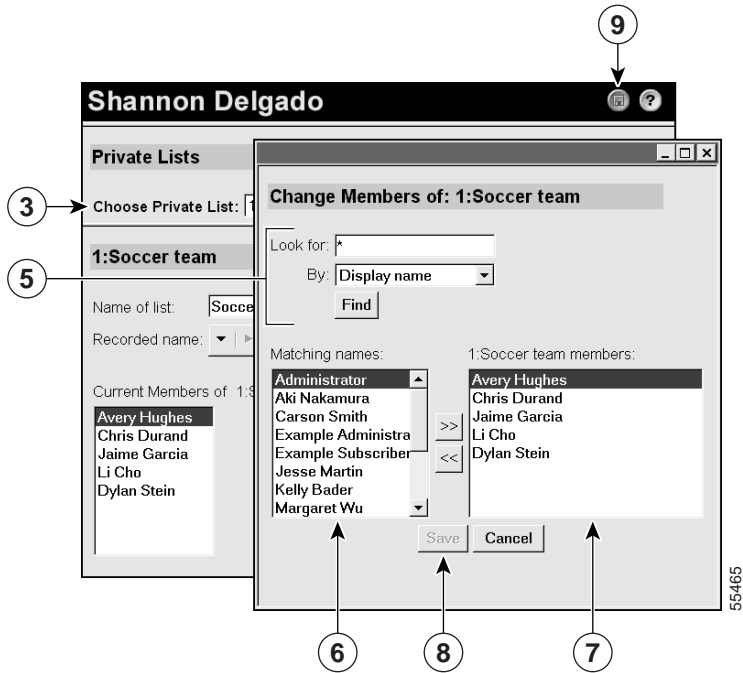 9
Shannon Delgado
?
Private Lists
3
Choose Private List: 1
Change Members of: 1:Soccer team
1:Soccer team
5
Look for: *
By: Display name
Find
Name of list: Socce
Recorded name:
Matching names:
1:Soccer team members:
Current Members of 1:S
Avery Hughes
Chris Durand
Jaime Garcia
Li Cho
Dylan Stein
Administrator
Aki Nakamura
Carson Smith
Example Administra
Example Subscriber
Jesse Martin
Kelly Bader
Margaret Wu
>>
<<
Avery Hughes
Chris Durand
Jaime Garcia
Li Cho
Dylan Stein
Save
Cancel
6
8
7
55465